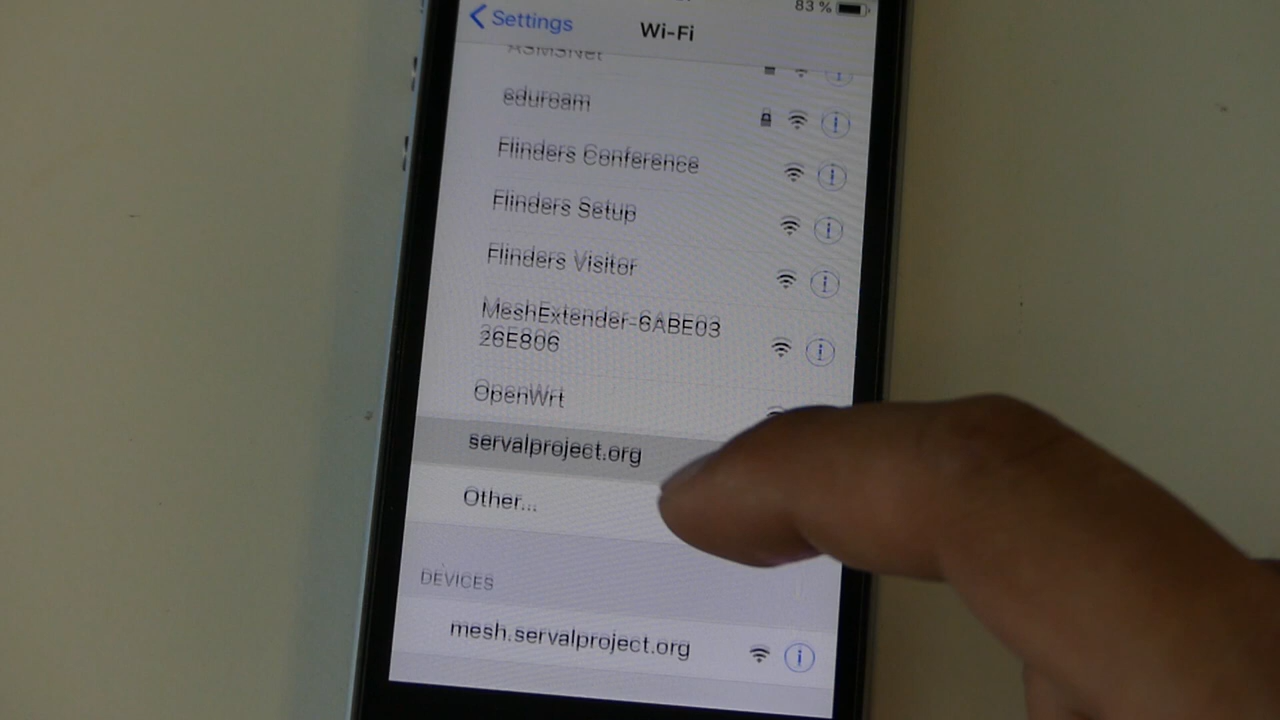 83 %
Settings
Wi-Fi
ASMSNet
eduroam
Flinders Conference
Flinders Setup
Flinders Visitor
MeshExtender-6ABE03
26E806
OpenWrt
servalproject.org
Other...
DEVICES
mesh.servalproject.org